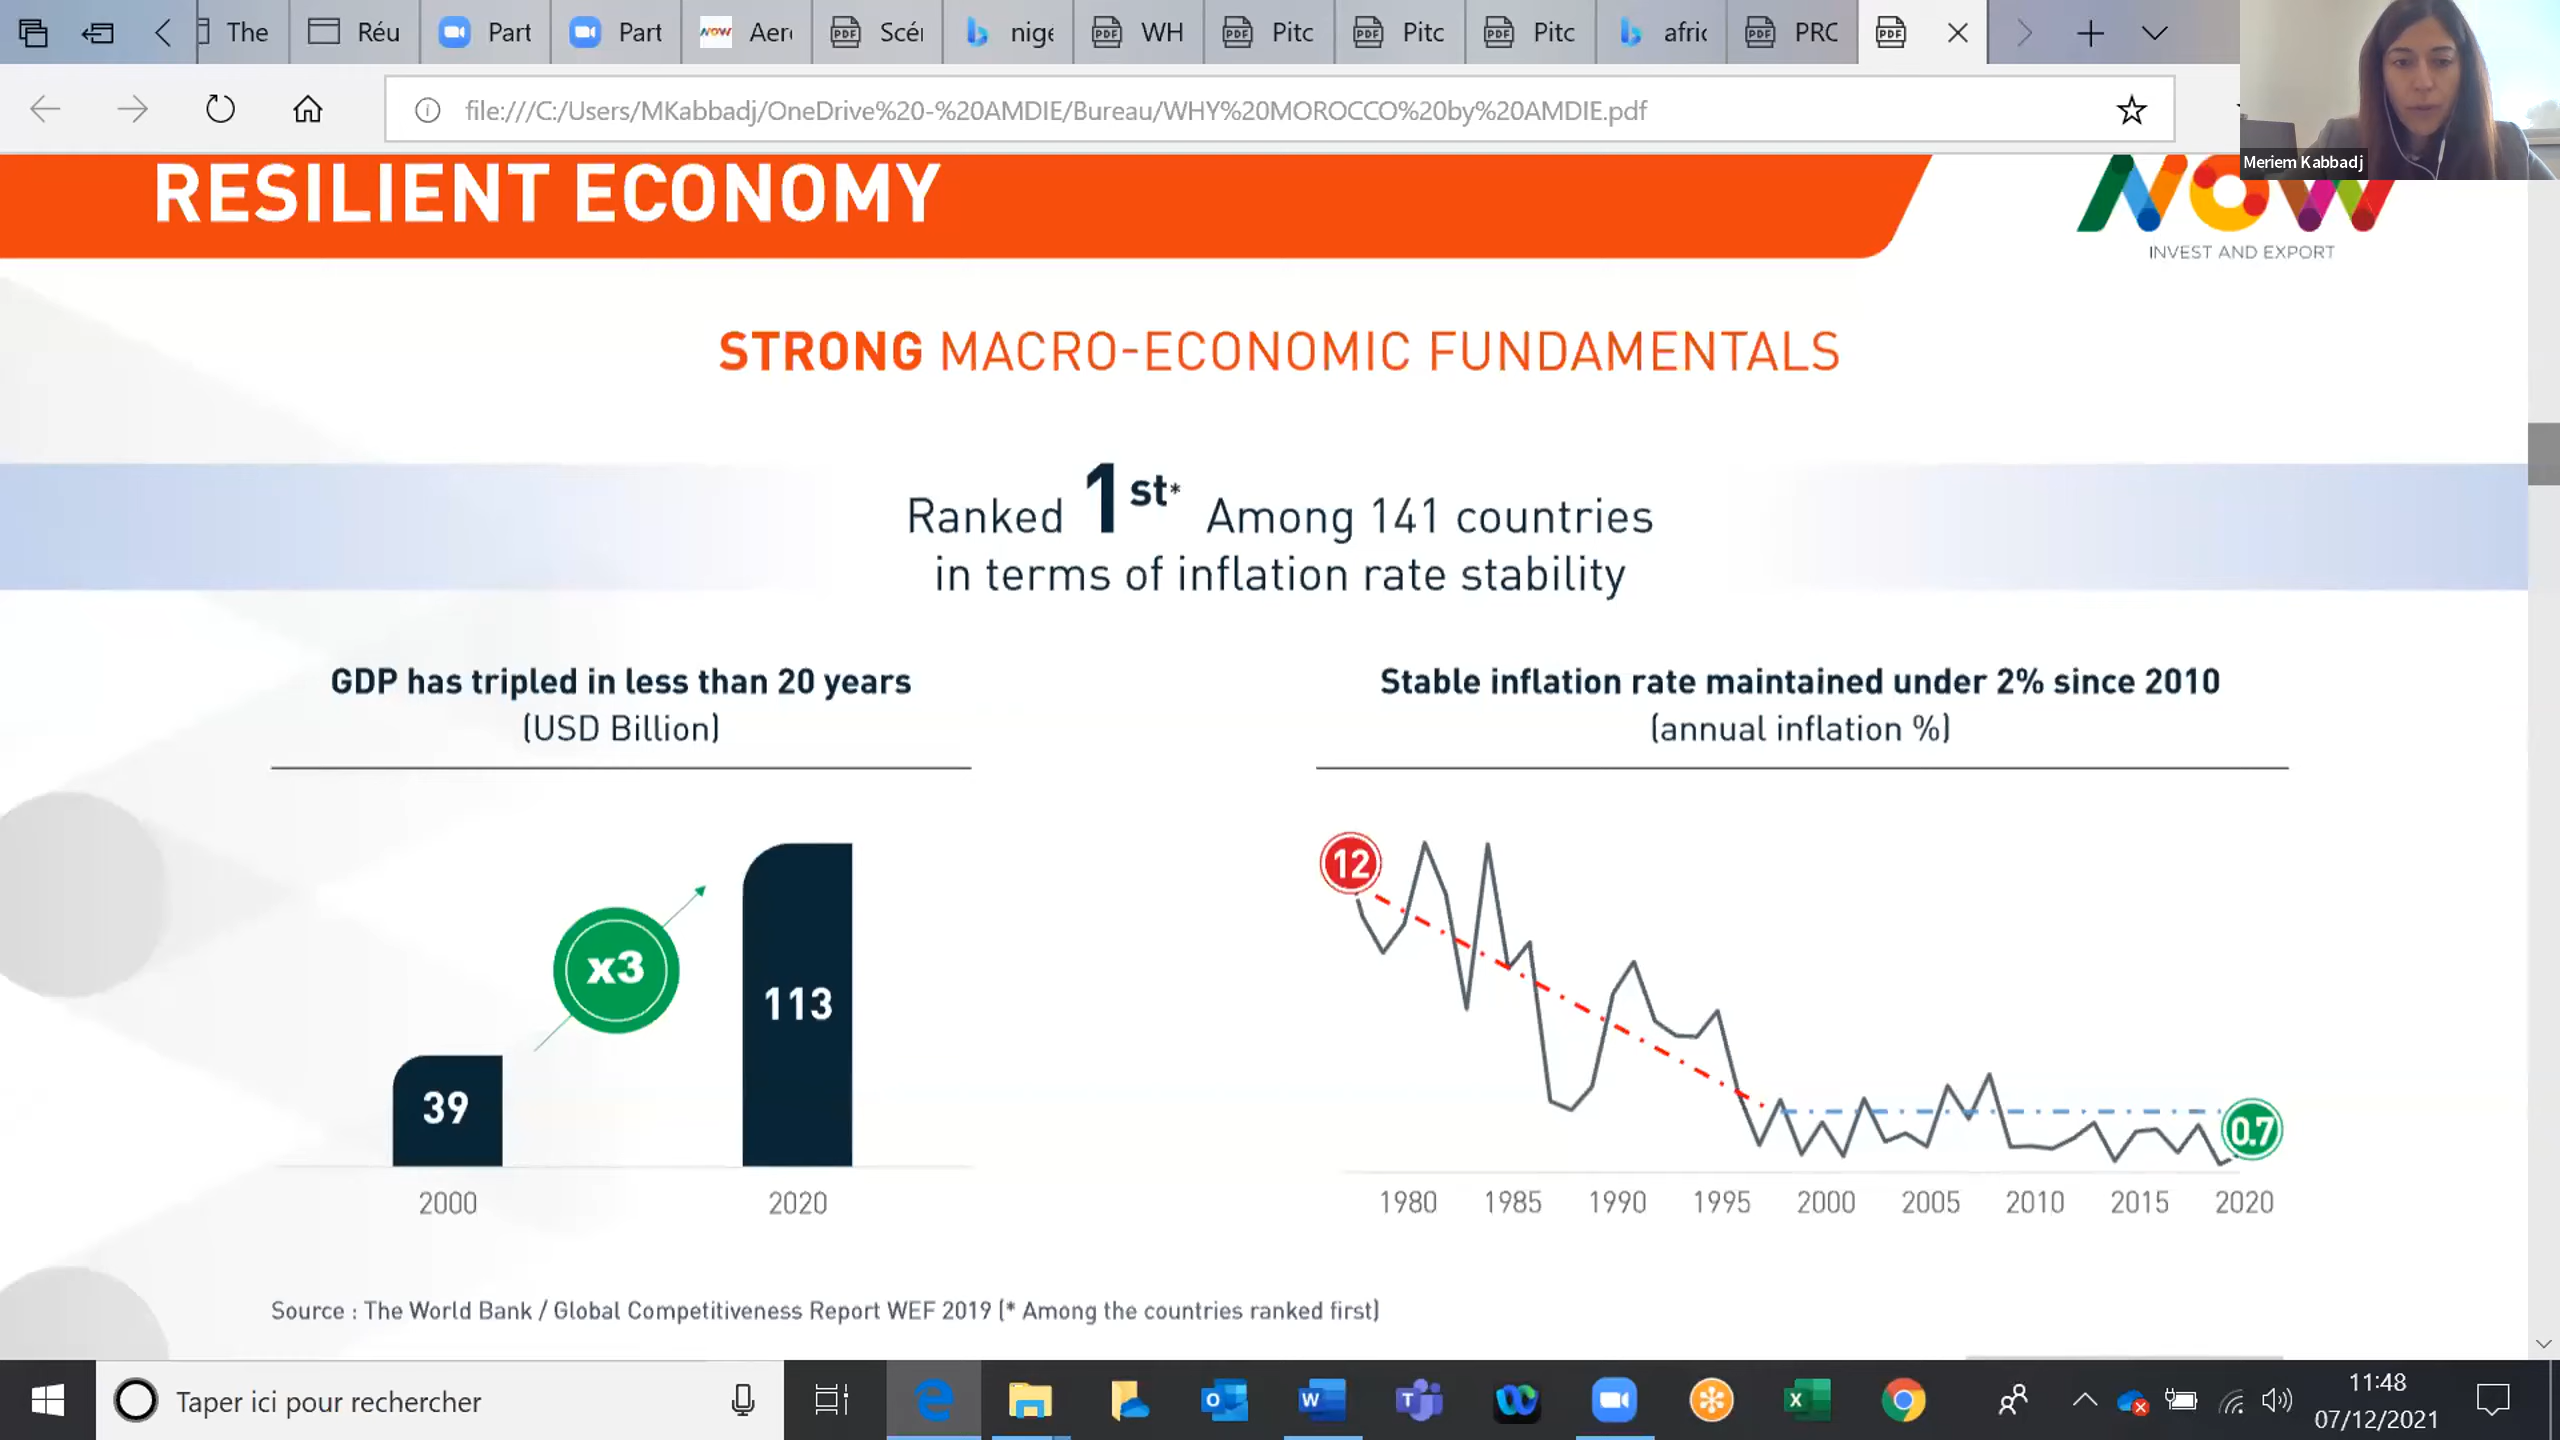 The
Réu
Part
Part
now Aero
Scéi
nige
WH
Pitc
Pitc
Pitc
afric
PRC
file:///C:/Users/MKabbadj/OneDrive%20-%20AMDIE/Bureau/WHY%20MOROCCO%20by%20AMDIE.pdf
Meriem Kabbadj
RESILIENT ECONOMY
NOW
INVEST AND EXPORT
STRONG MACRO-ECONOMIC FUNDAMENTALS
Ranked 1st* Among 141 countries
in terms of inflation rate stability
GDP has tripled in less than 20 years
(USD Billion)
39
x3
113
2000 2020
Stable inflation rate maintained under 2% since 2010
(annual inflation %)
12
0.7
1980 1985 1990 1995 2000 2005 2010 2015 2020
Source : The World Bank / Global Competitiveness Report WEF 2019 (* Among the countries ranked first)
Taper ici pour rechercher
11:48
07/12/2021